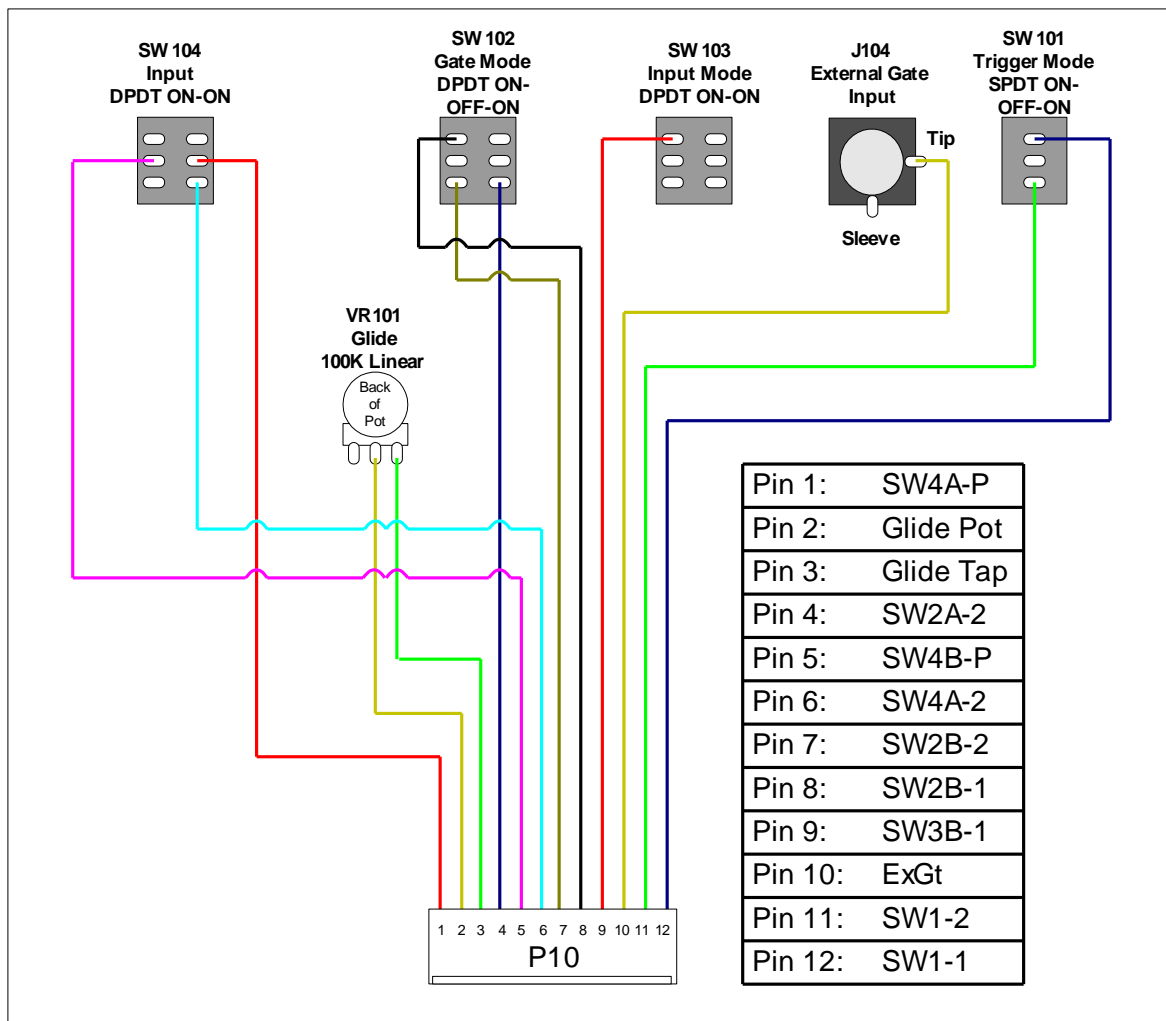 SW 104
Input
DPDT ON-ON
SW 102
Gate Mode
DPDT ON-
OFF-ON
SW 103
Input Mode
DPDT ON-ON
J104
External Gate
Input
SW 101
Trigger Mode
SPDT ON-
OFF-ON
Tip
Sleeve
VR101
Glide
100K Linear
Back
of
Pot
Pin 1: SW4A-P
Pin 2: Glide Pot
Pin 3: Glide Tap
Pin 4: SW2A-2
Pin 5: SW4B-P
Pin 6: SW4A-2
Pin 7: SW2B-2
Pin 8: SW2B-1
Pin 9: SW3B-1
Pin 10: ExGt
Pin 11: SW1-2
Pin 12: SW1-1
1 2 3 4 5 6 7 8 9 10 11 12
P10